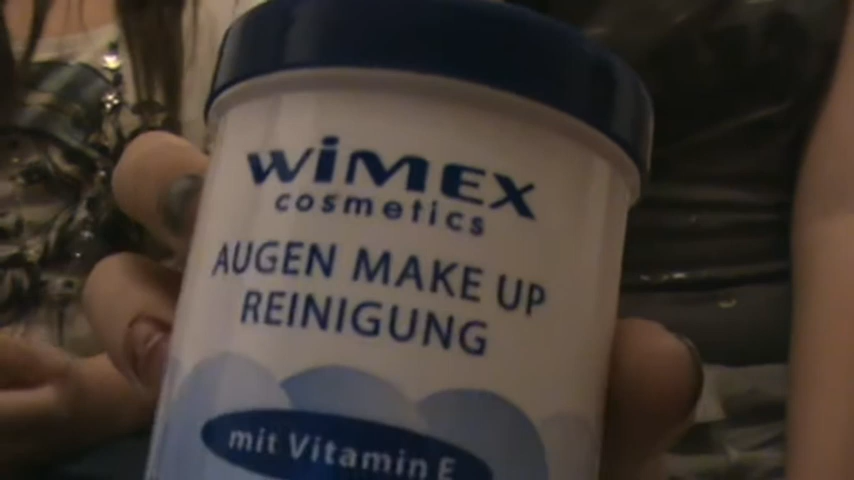 wiMEX
cosmetics
AUGEN MAKE UP
REINIGUNG
mit Vitamin E